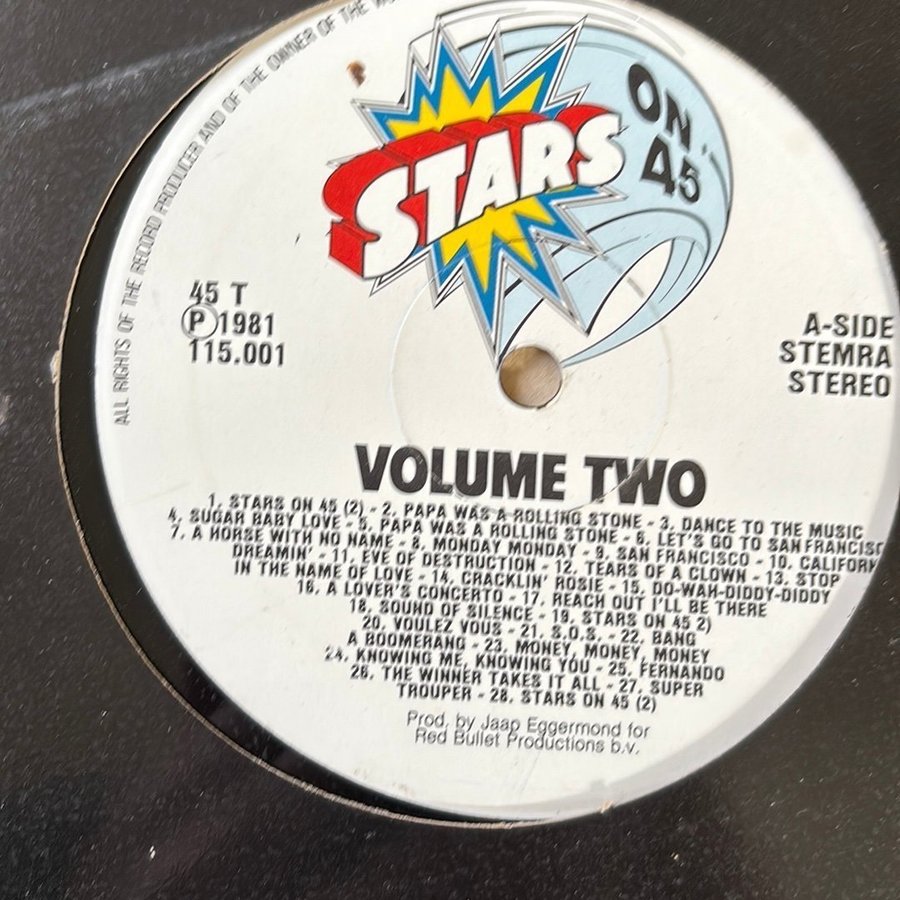 ALL RIGHTS OF THE RECORD PRODUCER AND OF THE OWNER OF THE
STARS
ON
45
45 T
℗ 1981
115.001
A-SIDE
STEMRA
STEREO
VOLUME TWO
1. STARS ON 45 (2) - 2. PAPA WAS A ROLLING STONE - 3. DANCE TO THE MUSIC
4. SUGAR BABY LOVE - 5. PAPA WAS A ROLLING STONE - 6. LET'S GO TO SAN FRANCISC
7. A HORSE WITH NO NAME - 8. MONDAY MONDAY - 9. SAN FRANCISCO - 10. CALIFORN
DREAMIN' - 11. EVE OF DESTRUCTION - 12. TEARS OF A CLOWN - 13. STOP
IN THE NAME OF LOVE - 14. CRACKLIN' ROSIE - 15. DO-WAH-DIDDY-DIDDY
16. A LOVER'S CONCERTO - 17. REACH OUT I'LL BE THERE
18. SOUND OF SILENCE - 19. STARS ON 45 2)
20. VOULEZ VOUS - 21. S.O.S. - 22. BANG
A BOOMERANG - 23. MONEY, MONEY, MONEY
24. KNOWING ME, KNOWING YOU - 25. FERNANDO
26. THE WINNER TAKES IT ALL - 27. SUPER
TROUPER - 28. STARS ON 45 (2)
Prod. by Jaap Eggermond for
Red Bullet Productions b.v.